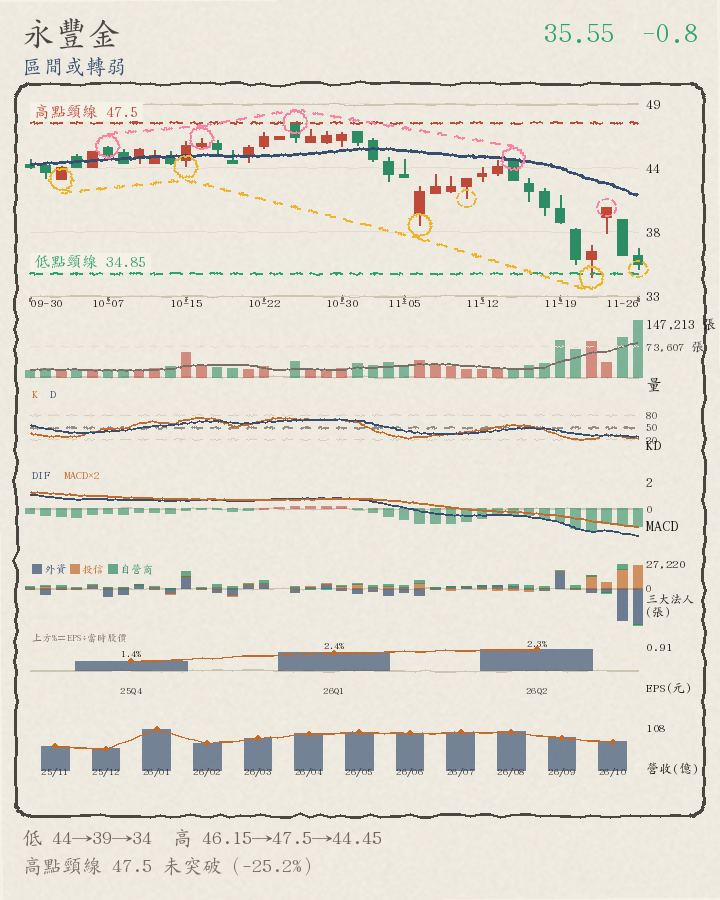 永豐金
35.55 -0.8
區間或轉弱
高點頸線 47.5
低點頸線 34.85
49
44
38
33
09-30 10-07 10-15 10-22 10-30 11-05 11-12 11-19 11-26
147,213 張
73,607 張
量
K D
80
50
20
KD
DIF MACD×2
2
0
MACD
外資 投信 自營商
27,220
0
三大法人
(張)
上方%=EPS÷當時股價
1.4% 2.4% 2.3%
0.91
25Q4 26Q1 26Q2
EPS(元)
108
25/11 25/12 26/01 26/02 26/03 26/04 26/05 26/06 26/07 26/08 26/09 26/10
營收(億)
低 44→39→34 高 46.15→47.5→44.45
高點頸線 47.5 未突破 (-25.2%)